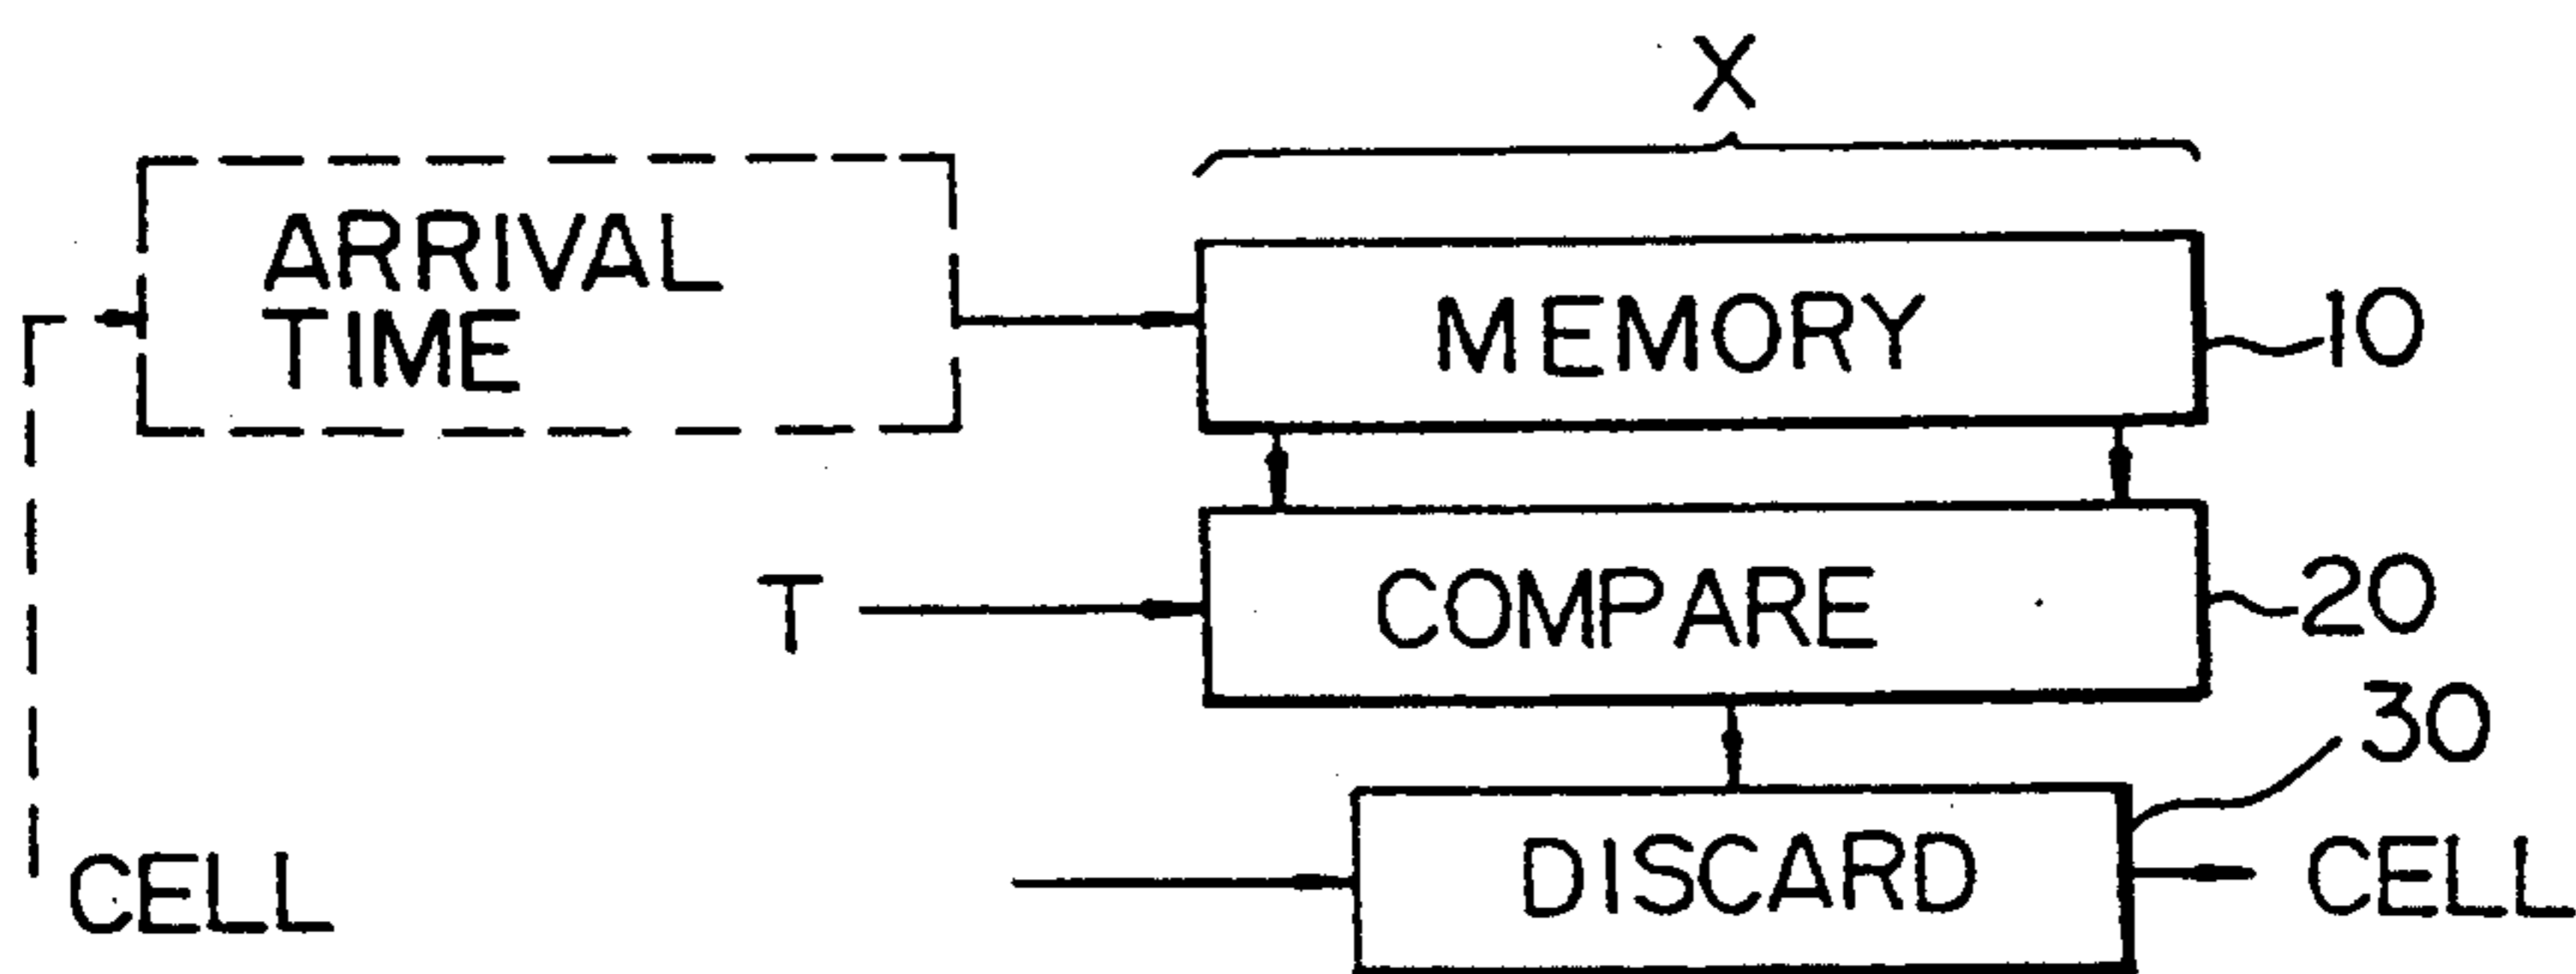 X
ARRIVAL
TIME
MEMORY
10
T
COMPARE
20
30
CELL
DISCARD
CELL